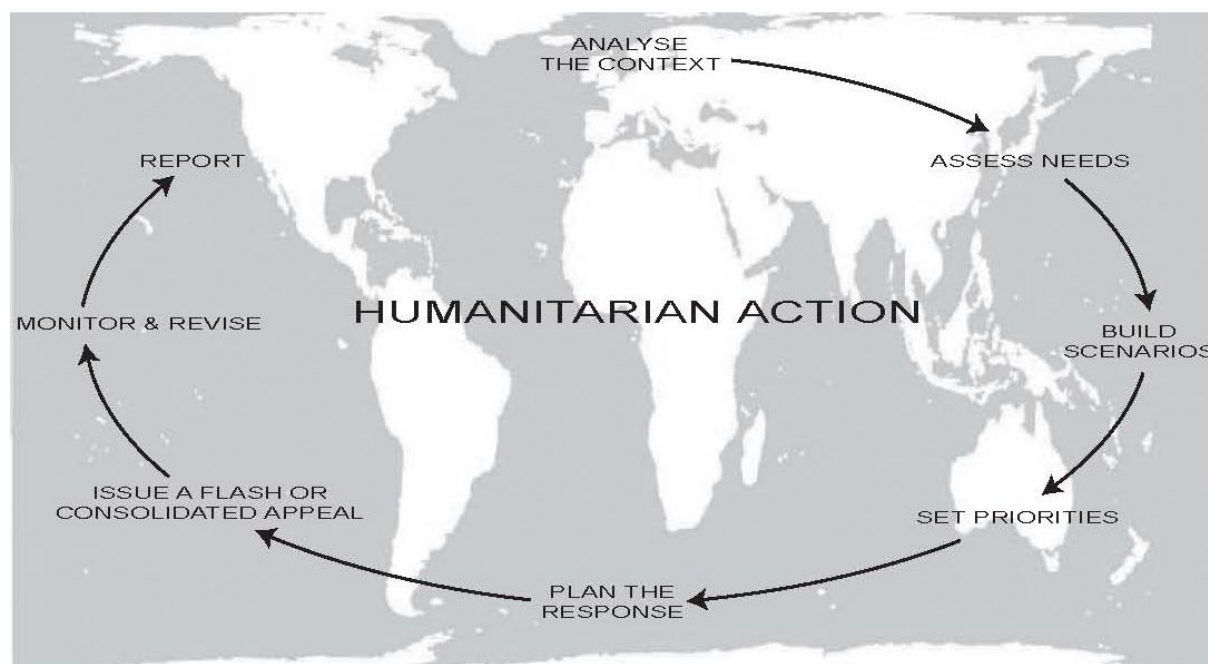 ANALYSE
THE CONTEXT
ASSESS NEEDS
BUILD
SCENARIOS
SET PRIORITIES
PLAN THE
RESPONSE
ISSUE A FLASH OR
CONSOLIDATED APPEAL
MONITOR & REVISE
REPORT
HUMANITARIAN ACTION